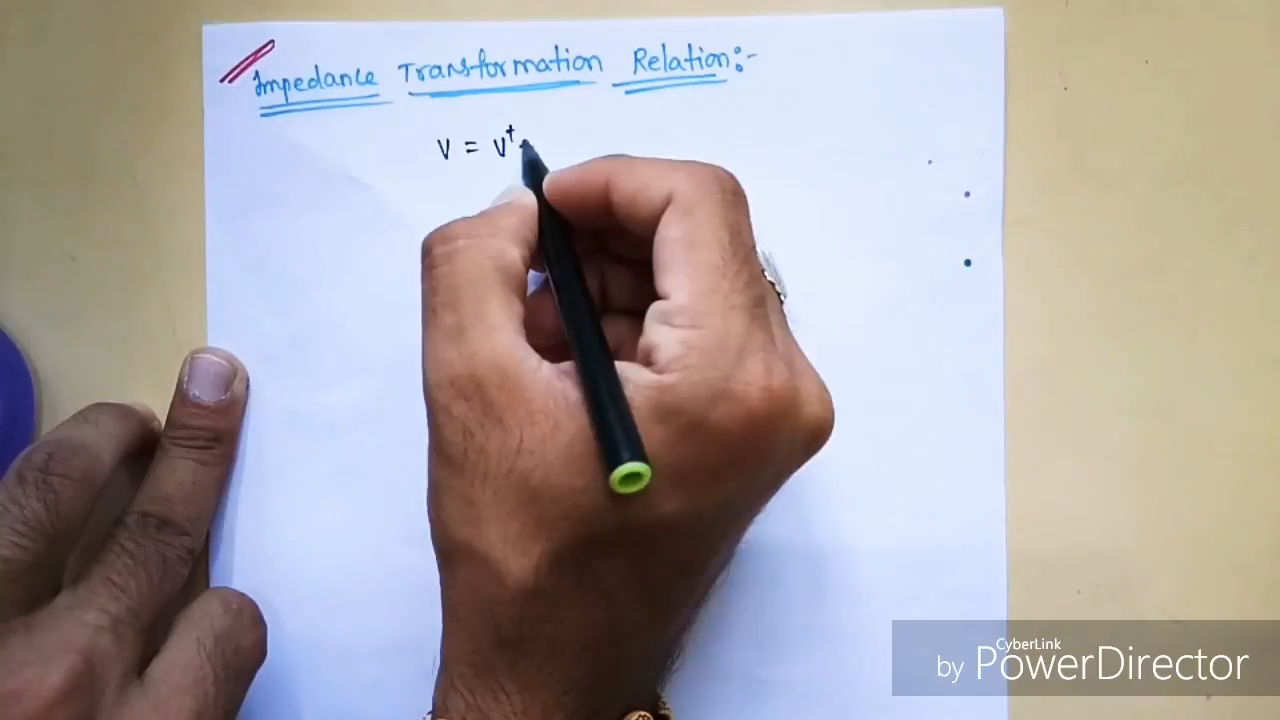 Impedance Transformation Relation:-
V = V⁺
CyberLink
by PowerDirector